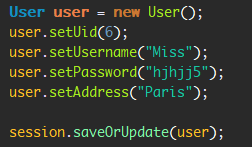 User user = new User();
user.setUid(6);
user.setUsername("Miss");
user.setPassword("hjhjj5");
user.setAddress("Paris");
session.saveOrUpdate(user);